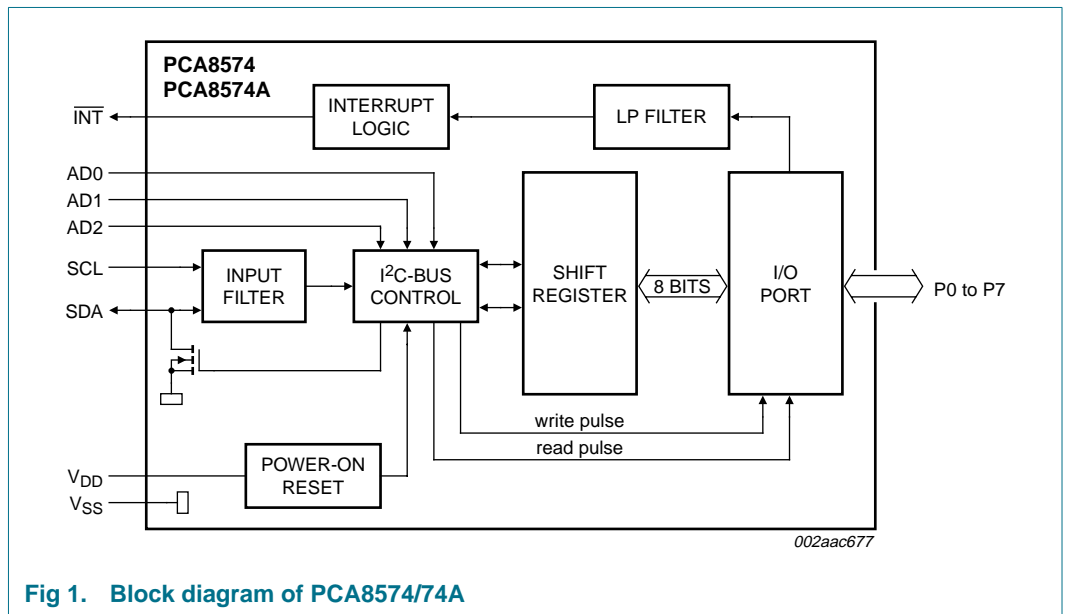 PCA8574
PCA8574A
INT
INTERRUPT
LOGIC
LP FILTER
AD0
AD1
AD2
SCL
SDA
INPUT
FILTER
I2C-BUS
CONTROL
SHIFT
REGISTER
8 BITS
I/O
PORT
P0 to P7
write pulse
read pulse
POWER-ON
RESET
VDD
VSS
002aac677
Fig 1. Block diagram of PCA8574/74A